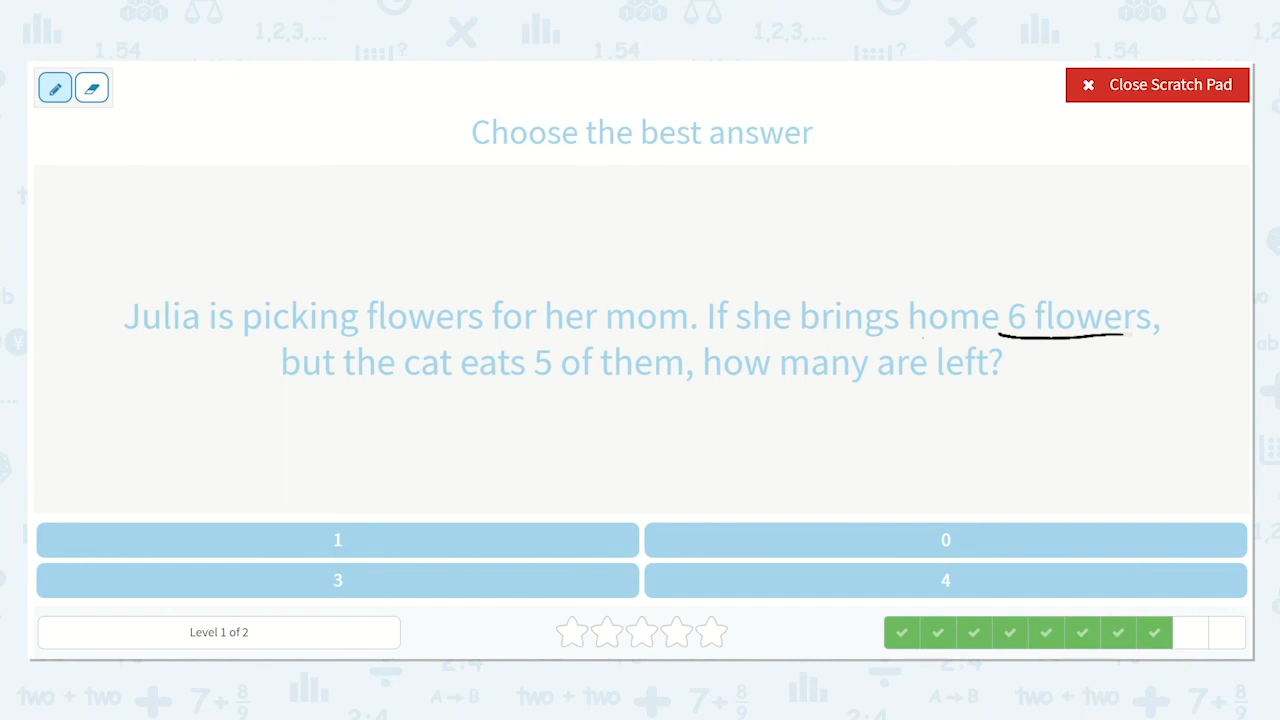 Close Scratch Pad
Choose the best answer
Julia is picking flowers for her mom. If she brings home 6 flowers,
but the cat eats 5 of them, how many are left?
1
0
3
4
Level 1 of 2